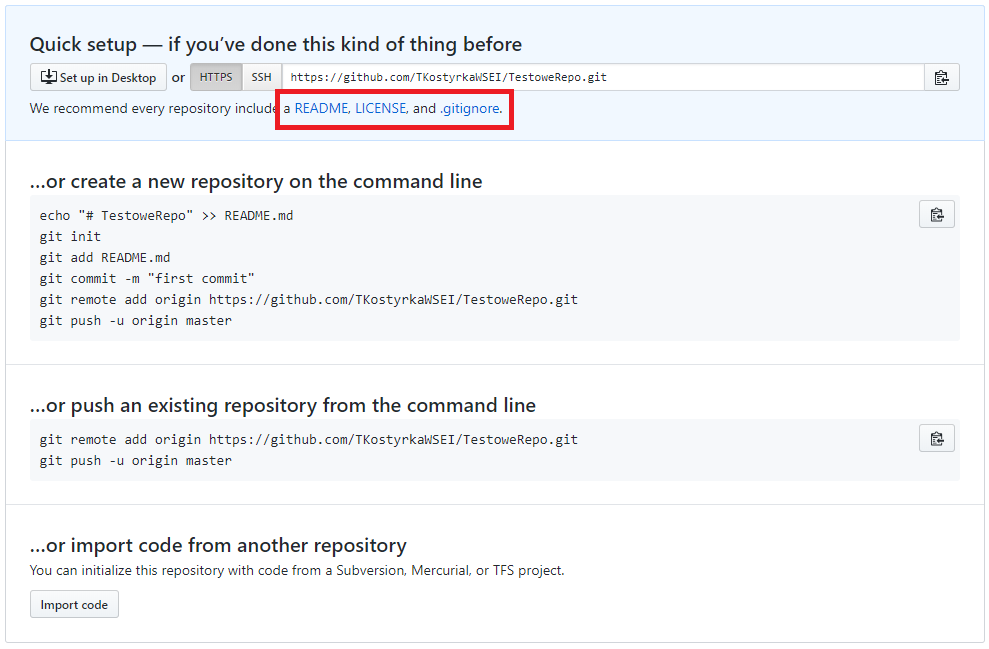 Quick setup — if you’ve done this kind of thing before
Set up in Desktop or HTTPS SSH https://github.com/TKostyrkaWSEI/TestoweRepo.git
We recommend every repository include a README, LICENSE, and .gitignore.
...or create a new repository on the command line
echo "# TestoweRepo" >> README.md
git init
git add README.md
git commit -m "first commit"
git remote add origin https://github.com/TKostyrkaWSEI/TestoweRepo.git
git push -u origin master
...or push an existing repository from the command line
git remote add origin https://github.com/TKostyrkaWSEI/TestoweRepo.git
git push -u origin master
...or import code from another repository
You can initialize this repository with code from a Subversion, Mercurial, or TFS project.
Import code